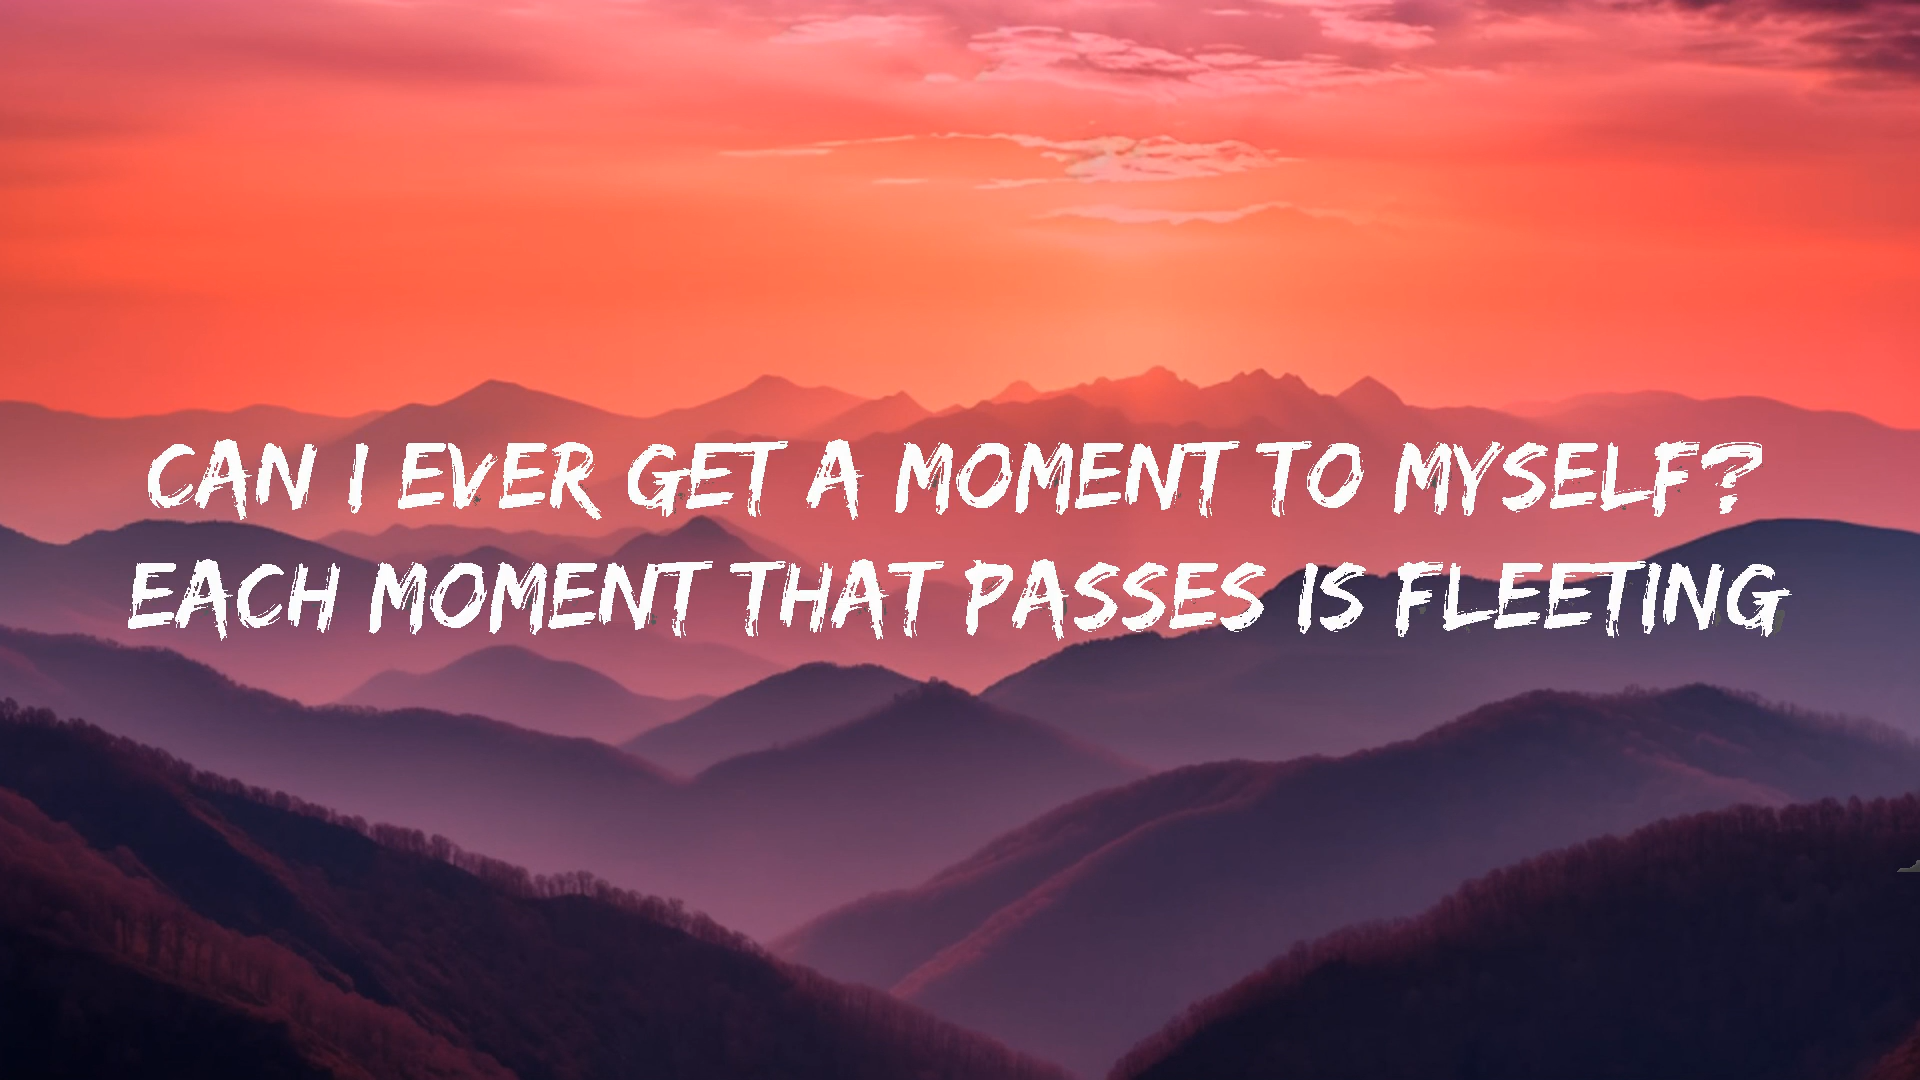 CAN I EVER GET A MOMENT TO MYSELF?
EACH MOMENT THAT PASSES IS FLEETING